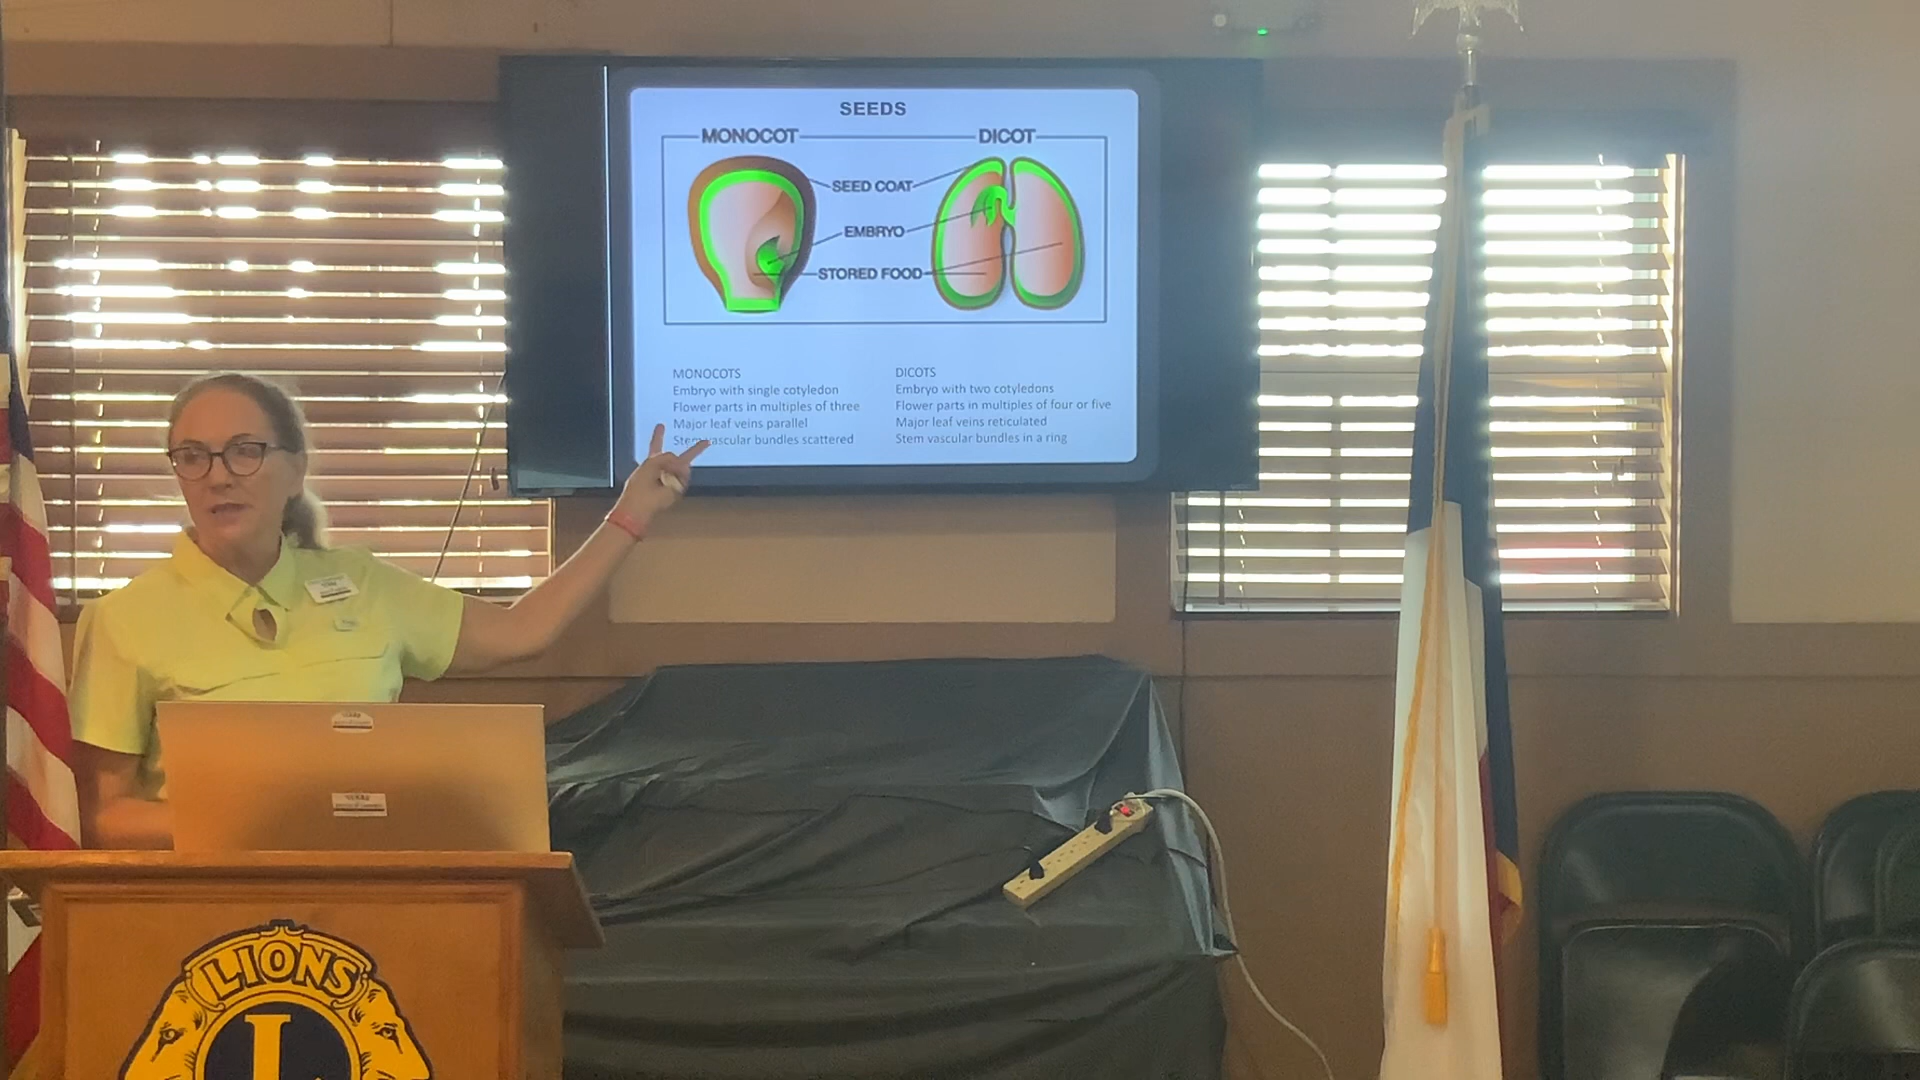 SEEDS
MONOCOT
DICOT
SEED COAT
EMBRYO
STORED FOOD
MONOCOTS
Embryo with single cotyledon
Flower parts in multiples of three
Major leaf veins parallel
Stem vascular bundles scattered
DICOTS
Embryo with two cotyledons
Flower parts in multiples of four or five
Major leaf veins reticulated
Stem vascular bundles in a ring
LIONS
L